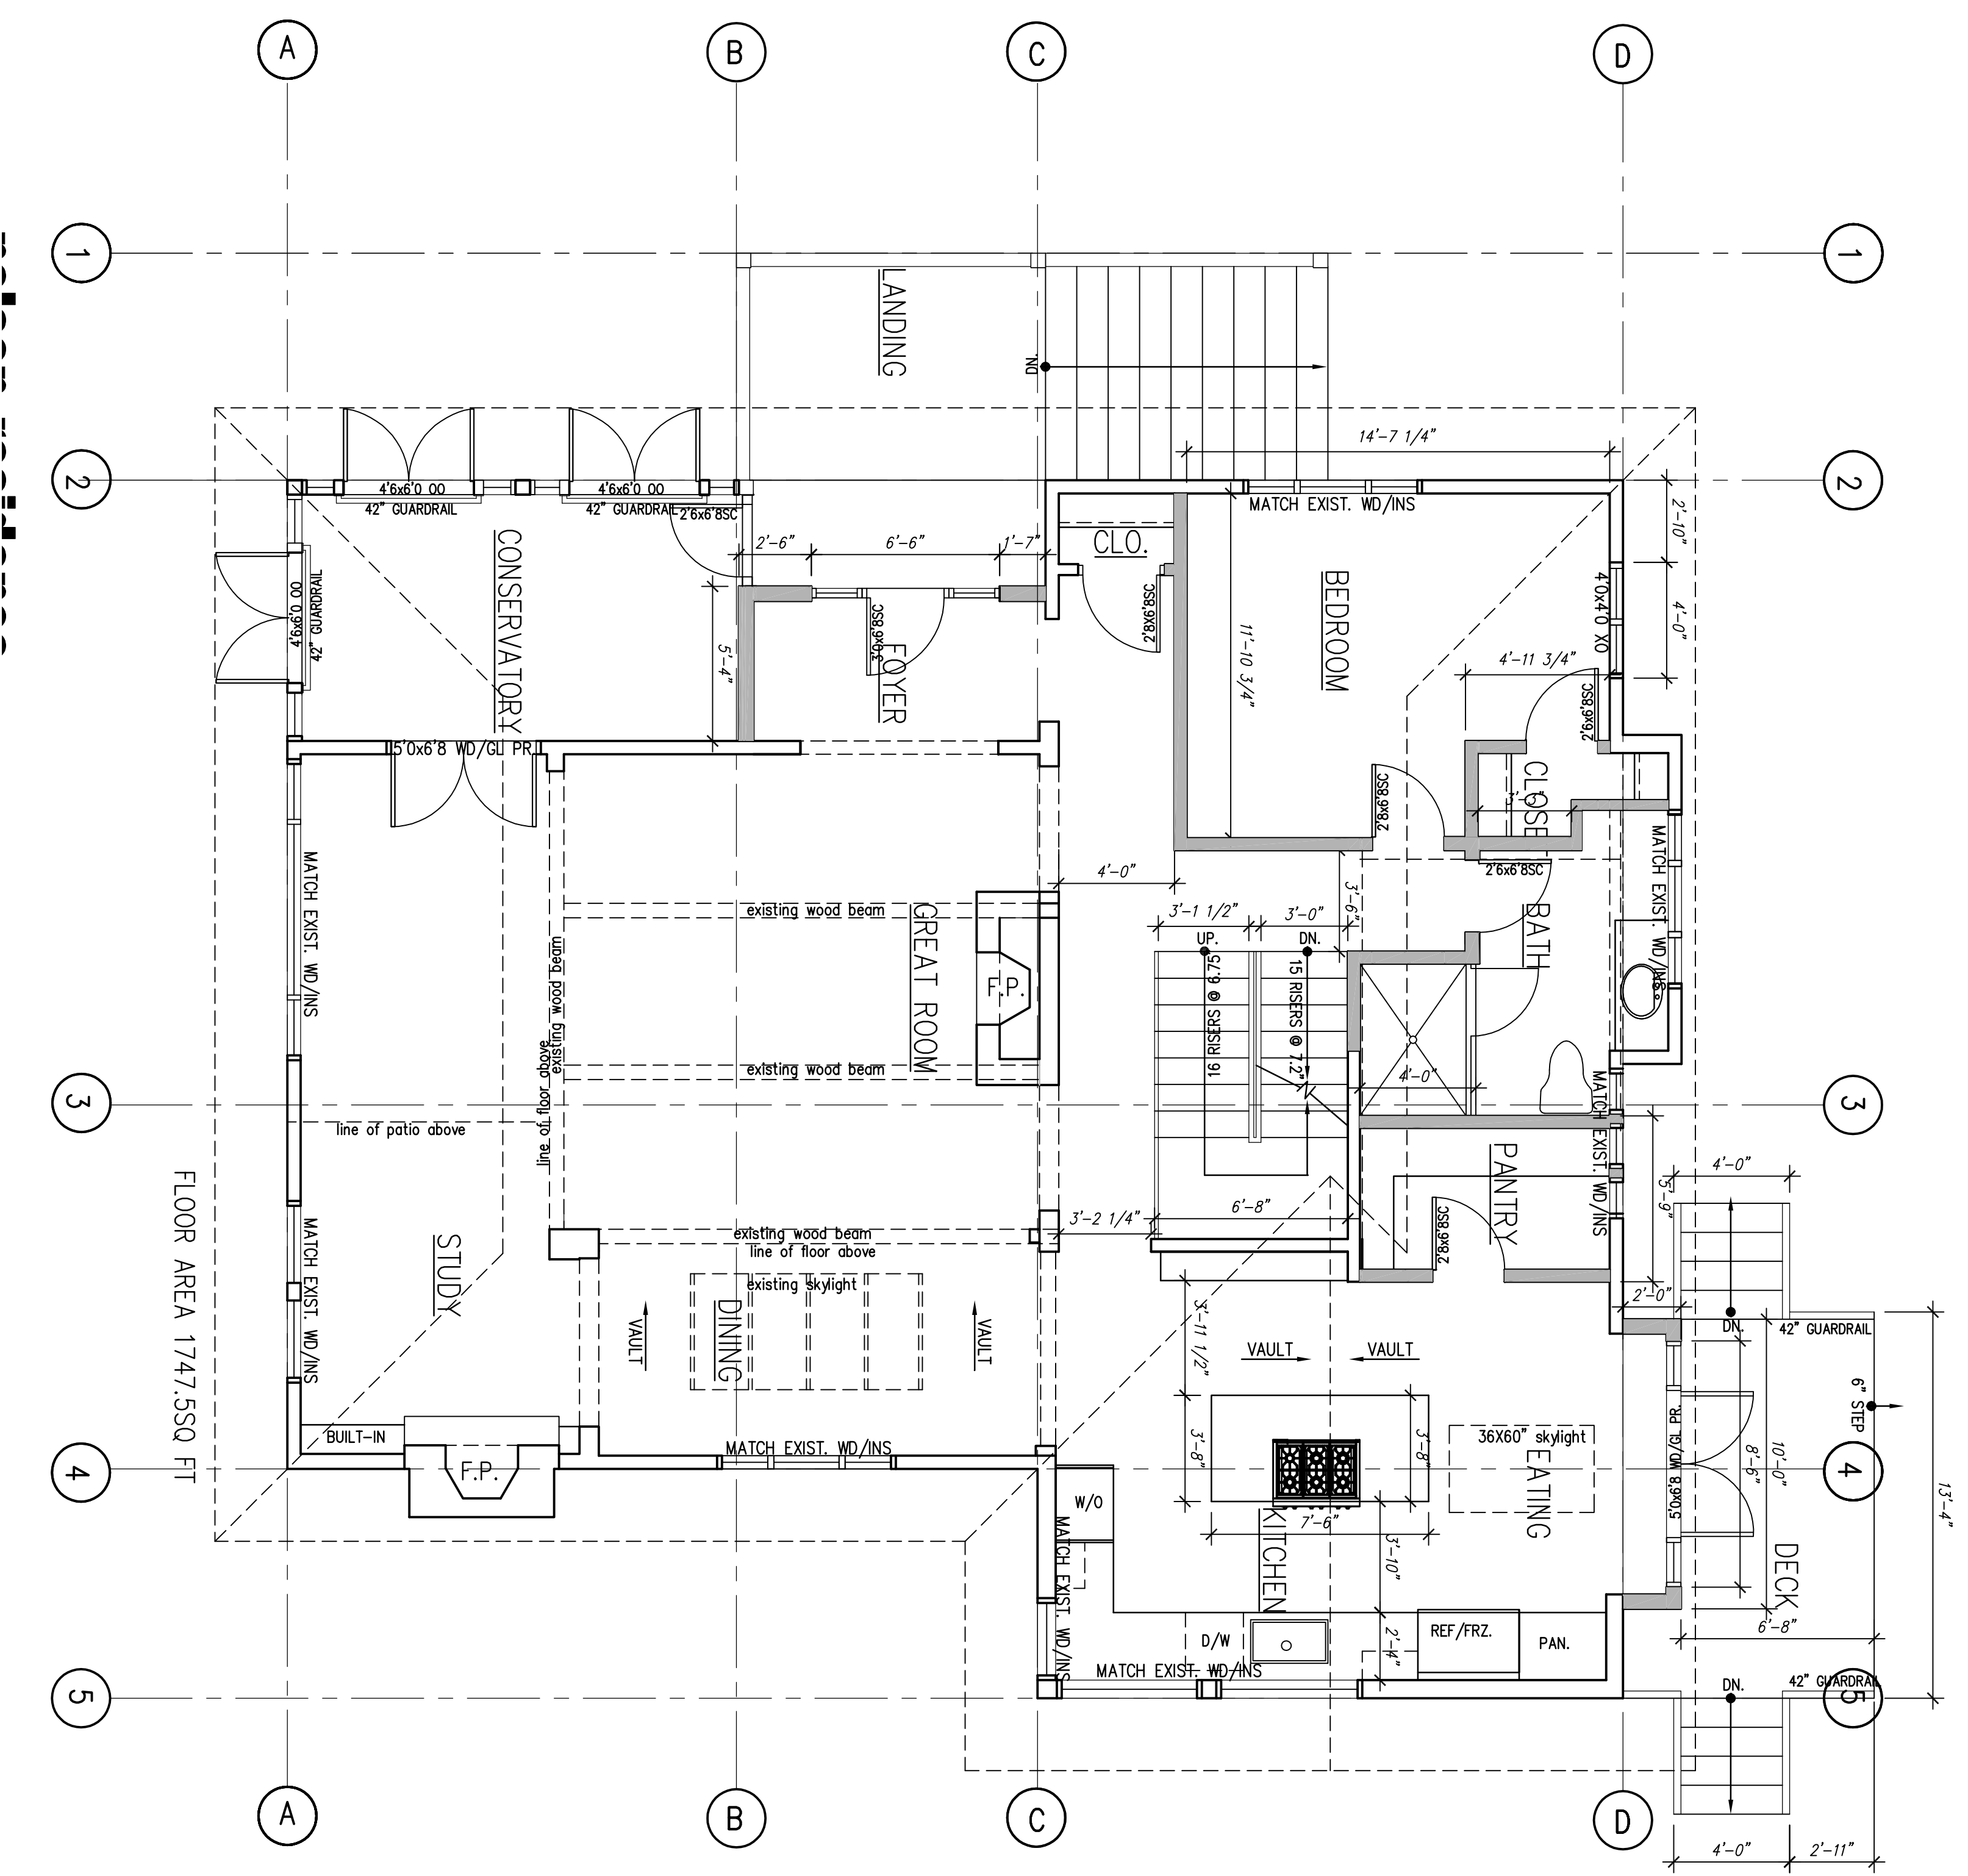 A
B
C
D
1
1
LANDING
DN.
14'-7 1/4"
2
2
4'6x6'0 OO
42" GUARDRAIL
4'6x6'0 OO
42" GUARDRAIL
2'6x6'8SC
MATCH EXIST. WD/INS
2'-10"
CONSERVATORY
2'-6"
6'-6"
1'-7"
CLO.
BEDROOM
4'0x4'0 XO
4'-0"
4'6x6'0 OO
42" GUARDRAIL
2'8X6'8SC
3'0x6'8SC
FOYER
5'-4"
11'-10 3/4"
4'-11 3/4"
2'6x6'8SC
5'0x6'8 WD/GL PR.
2'8x6'8SC
CLOSE
3'-3"
MATCH EXIST. WD/INS
MATCH EXIST. WD/INS
4'-0"
3'-6"
2'6x6'8SC
BATH
existing wood beam
GREAT ROOM
3'-1 1/2"
3'-0"
UP.
DN.
16 RISERS @ 6.75"
15 RISERS @ 7.2"
F.P.
existing wood beam
line of floor above
existing wood beam
4'-0"
MATCH EXIST. WD/INS
3
3
line of patio above
PANTRY
5'-9"
4'-0"
FLOOR AREA 1747.5SQ FT
STUDY
MATCH EXIST. WD/INS
existing wood beam
line of floor above
existing skylight
3'-2 1/4"
6'-8"
2'8x6'8SC
2'-0"
DN.
42" GUARDRAIL
VAULT
DINING
VAULT
3'-11 1/2"
VAULT
VAULT
6" STEP
BUILT-IN
F.P.
MATCH EXIST. WD/INS
3'-8"
3'-8"
36X60" skylight
EATING
5'0x6'8 WD/GL PR.
8'-6"
10'-0"
13'-4"
4
4
W/O
KITCHEN
7'-6"
3'-10"
DECK
MATCH EXIST. WD/INS
D/W
2'-4"
REF/FRZ.
PAN.
6'-8"
MATCH EXIST. WD/INS
DN.
42" GUARDRAIL
5
5
A
B
C
D
4'-0"
2'-11"